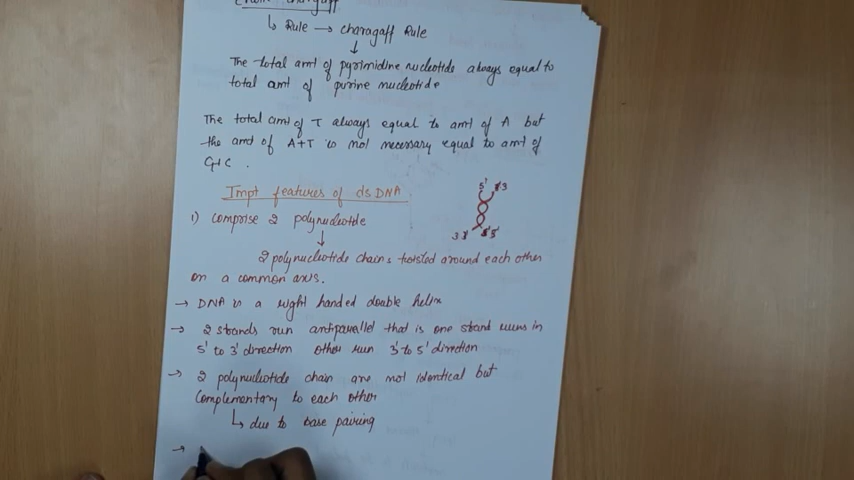 ↳ Rule → charagaff Rule
↓
The total amt of pyrimidine nucleotide always equal to
total amt of purine nucleotide
The total amt of T always equal to amt of A but
the amt of A+T is not necessary equal to amt of
G+C.
Impt features of dsDNA
5' 3
3 5'
1) comprise 2 polynucleotide
↓
2 polynucleotide chains twisted around each other
on a common axis.
→ DNA is a right handed double helix
→ 2 strands run antiparallel that is one strand runs in
5' to 3' direction other run 3' to 5' direction
→ 2 polynucleotide chain are not identical but
complementary to each other
↳ due to base pairing
→